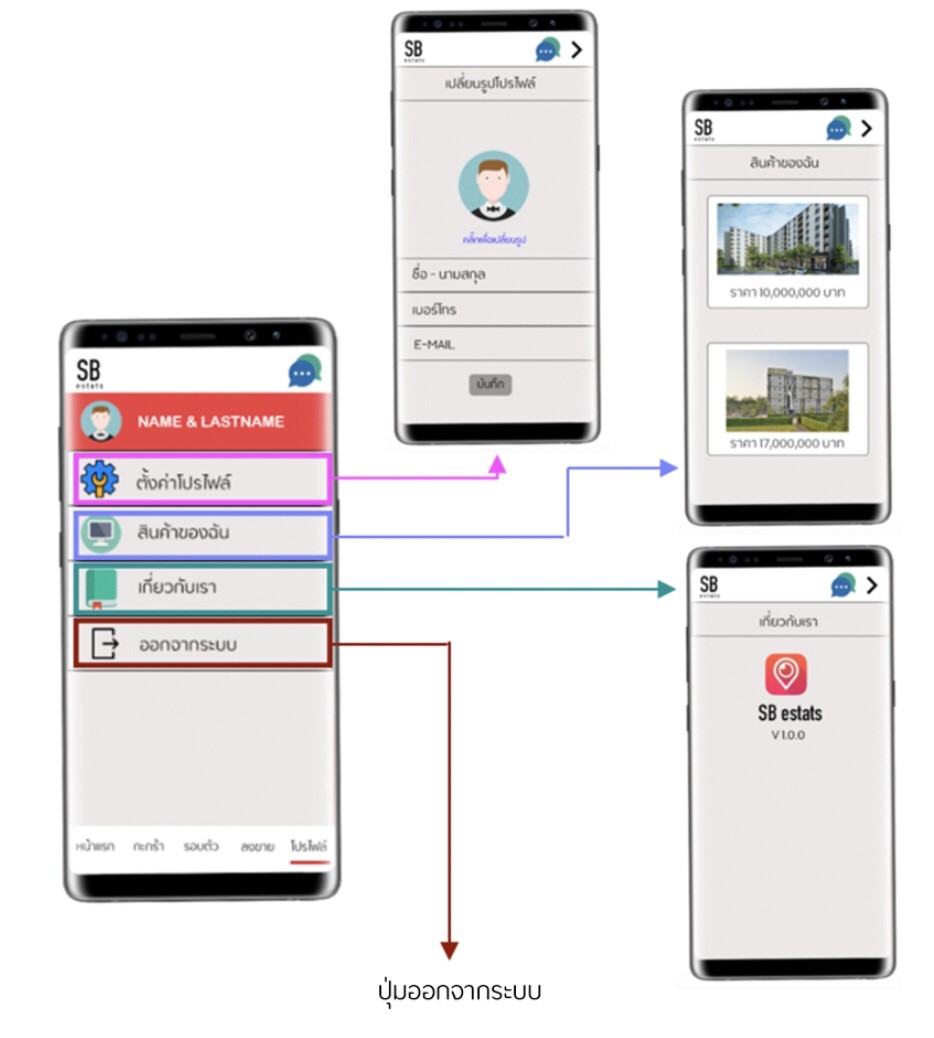 SB
estats
เปลี่ยนรูปโปรไฟล์
คลิ๊กเพื่อเปลี่ยนรูป
ชื่อ - นามสกุล
เบอร์โทร
E-MAIL
บันทึก
SB
estats
สินค้าของฉัน
ราคา 10,000,000 บาท
ราคา 17,000,000 บาท
SB
estats
NAME & LASTNAME
ตั้งค่าโปรไฟล์
สินค้าของฉัน
เกี่ยวกับเรา
ออกจากระบบ
หน้าแรก ตะกร้า รอบตัว ลงขาย โปรไฟล์
SB
estats
เกี่ยวกับเรา
SB estats
V 1.0.0
ปุ่มออกจากระบบ